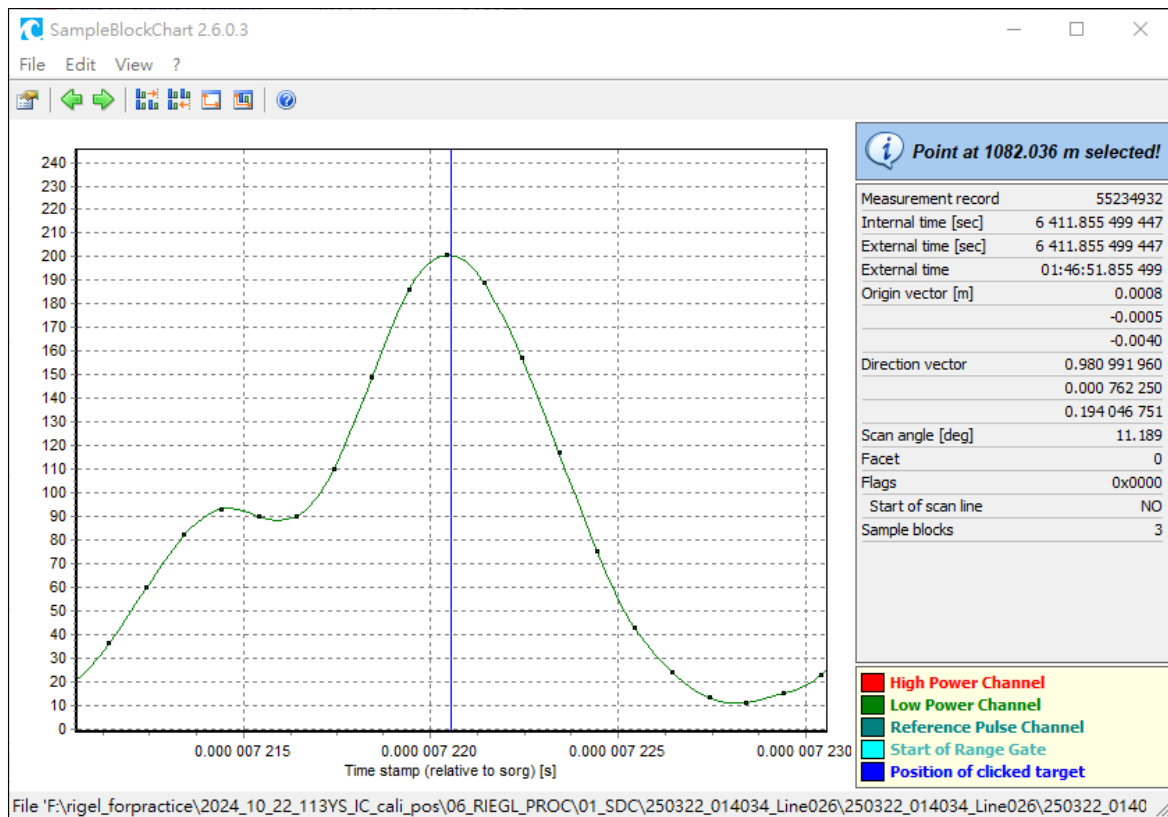 SampleBlockChart 2.6.0.3
File Edit View ?
Point at 1082.036 m selected!
240
230
220
210
200
190
180
170
160
150
140
130
120
110
100
90
80
70
60
50
40
30
20
10
0
0.000 007 215 0.000 007 220 0.000 007 225 0.000 007 230
Time stamp (relative to sorg) [s]
Measurement record 55234932
Internal time [sec] 6 411.855 499 447
External time [sec] 6 411.855 499 447
External time 01:46:51.855 499
Origin vector [m] 0.0008
-0.0005
-0.0040
Direction vector 0.980 991 960
0.000 762 250
0.194 046 751
Scan angle [deg] 11.189
Facet 0
Flags 0x0000
Start of scan line NO
Sample blocks 3
High Power Channel
Low Power Channel
Reference Pulse Channel
Start of Range Gate
Position of clicked target
File 'F:\rigel_forpractice\2024_10_22_113YS_IC_cali_pos\06_RIEGL_PROC\01_SDC\250322_014034_Line026\250322_014034_Line026\250322_0140